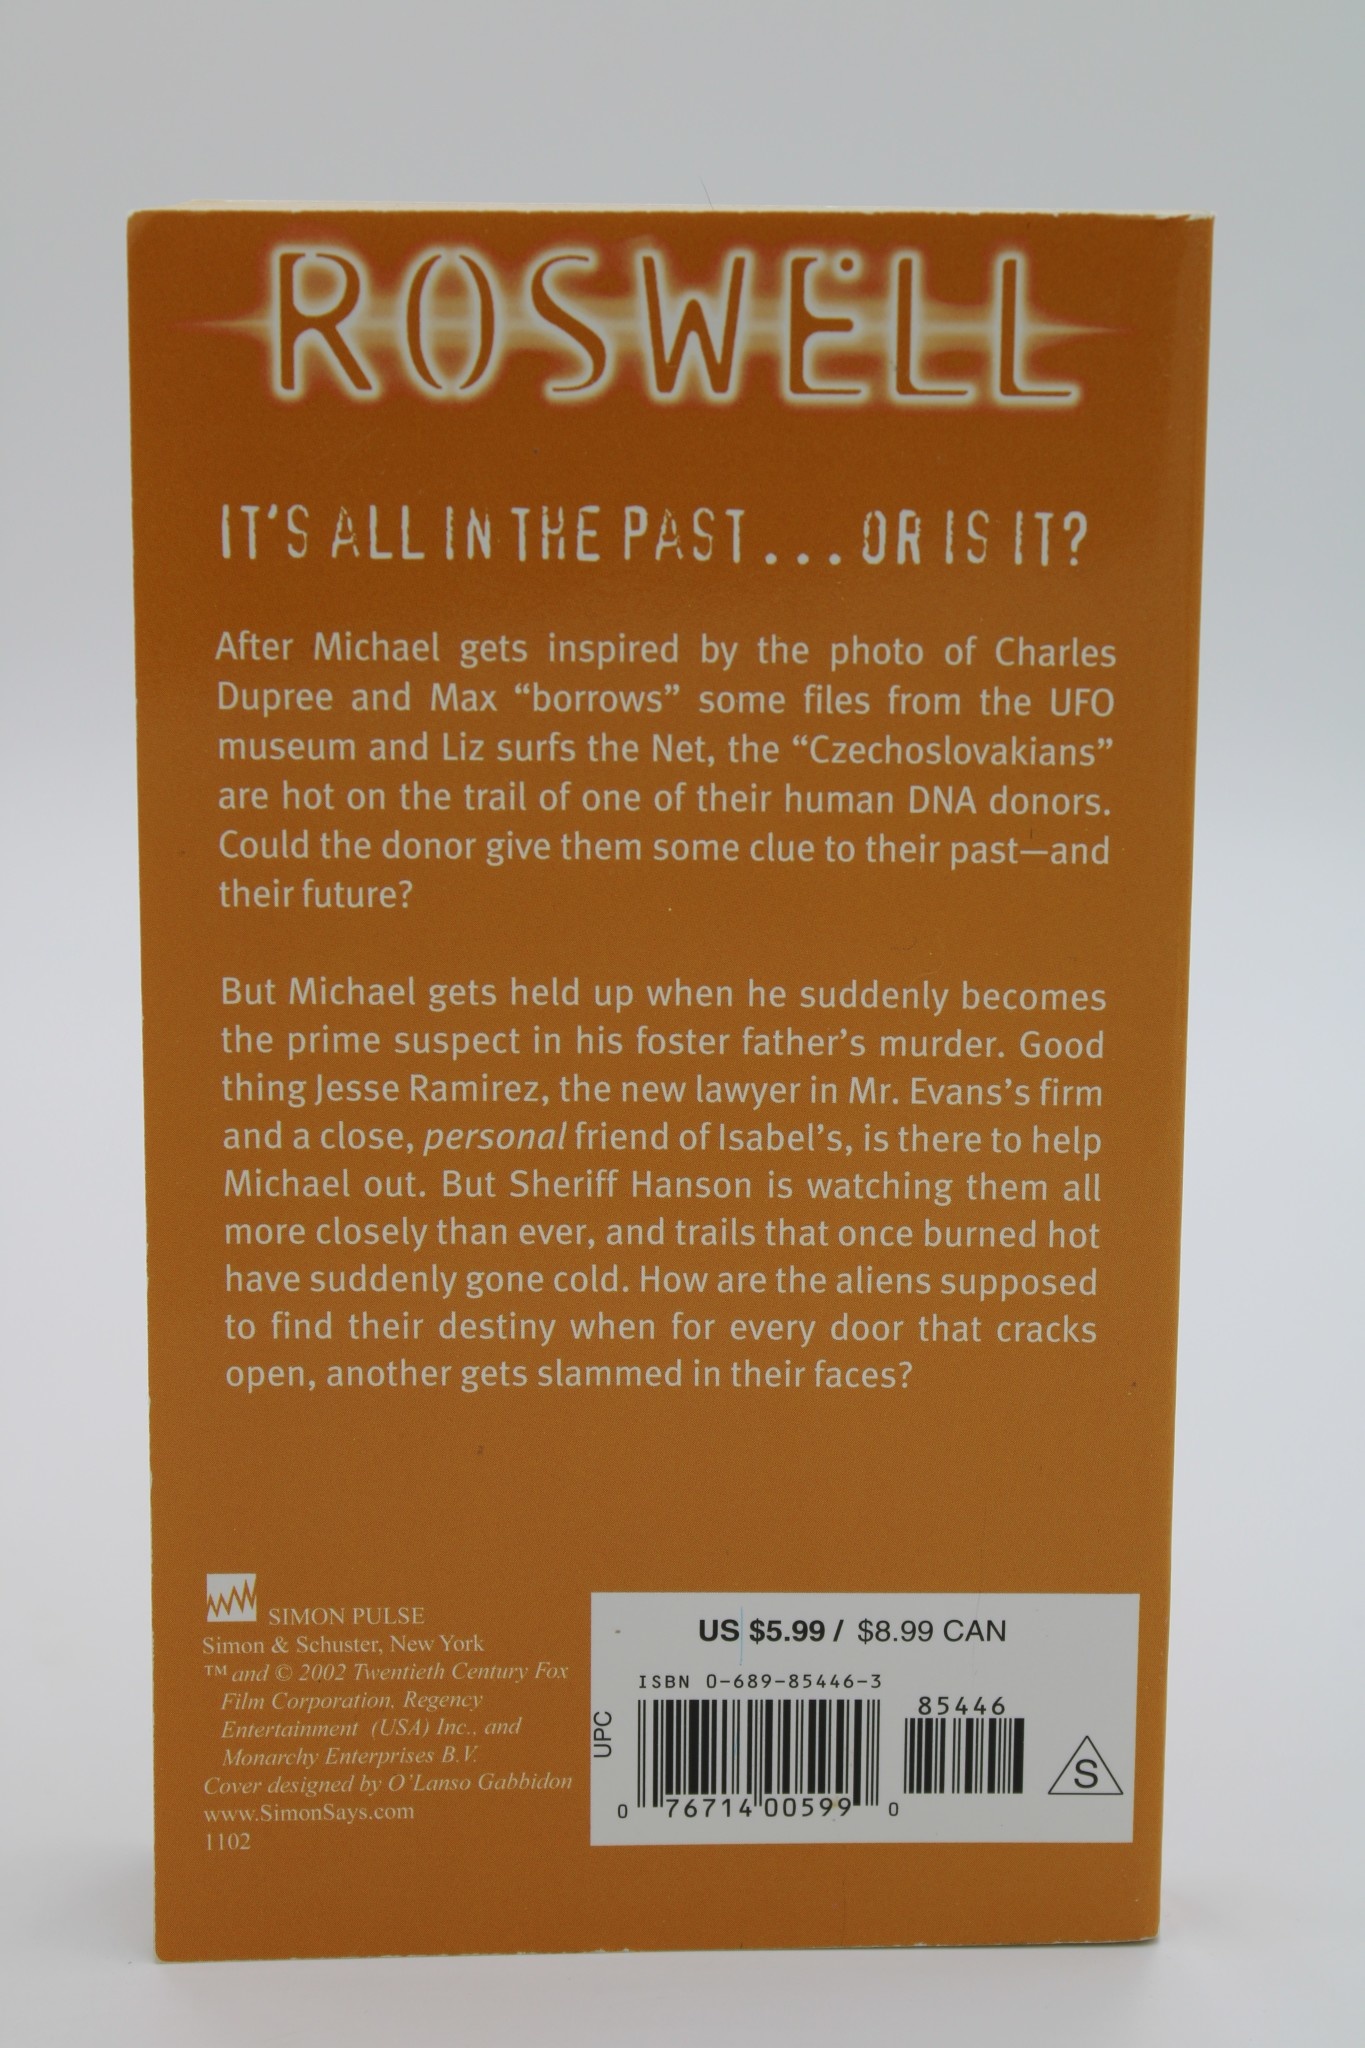 ROSWELL
IT'S ALL IN THE PAST... OR IS IT?
After Michael gets inspired by the photo of Charles
Dupree and Max “borrows” some files from the UFO
museum and Liz surfs the Net, the “Czechoslovakians”
are hot on the trail of one of their human DNA donors.
Could the donor give them some clue to their past—and
their future?
But Michael gets held up when he suddenly becomes
the prime suspect in his foster father's murder. Good
thing Jesse Ramirez, the new lawyer in Mr. Evans's firm
and a close, personal friend of Isabel's, is there to help
Michael out. But Sheriff Hanson is watching them all
more closely than ever, and trails that once burned hot
have suddenly gone cold. How are the aliens supposed
to find their destiny when for every door that cracks
open, another gets slammed in their faces?
SIMON PULSE
Simon & Schuster, New York
™ and © 2002 Twentieth Century Fox
Film Corporation, Regency
Entertainment (USA) Inc., and
Monarchy Enterprises B.V.
Cover designed by O'Lanso Gabbidon
www.SimonSays.com
1102
US $5.99 / $8.99 CAN
ISBN 0-689-85446-3
85446
UPC
0 76714 00599 0
S